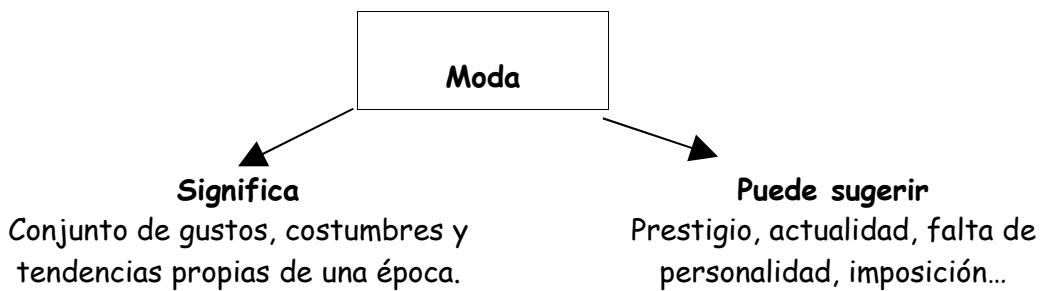 Moda
Significa
Conjunto de gustos, costumbres y
tendencias propias de una época.
Puede sugerir
Prestigio, actualidad, falta de
personalidad, imposición…